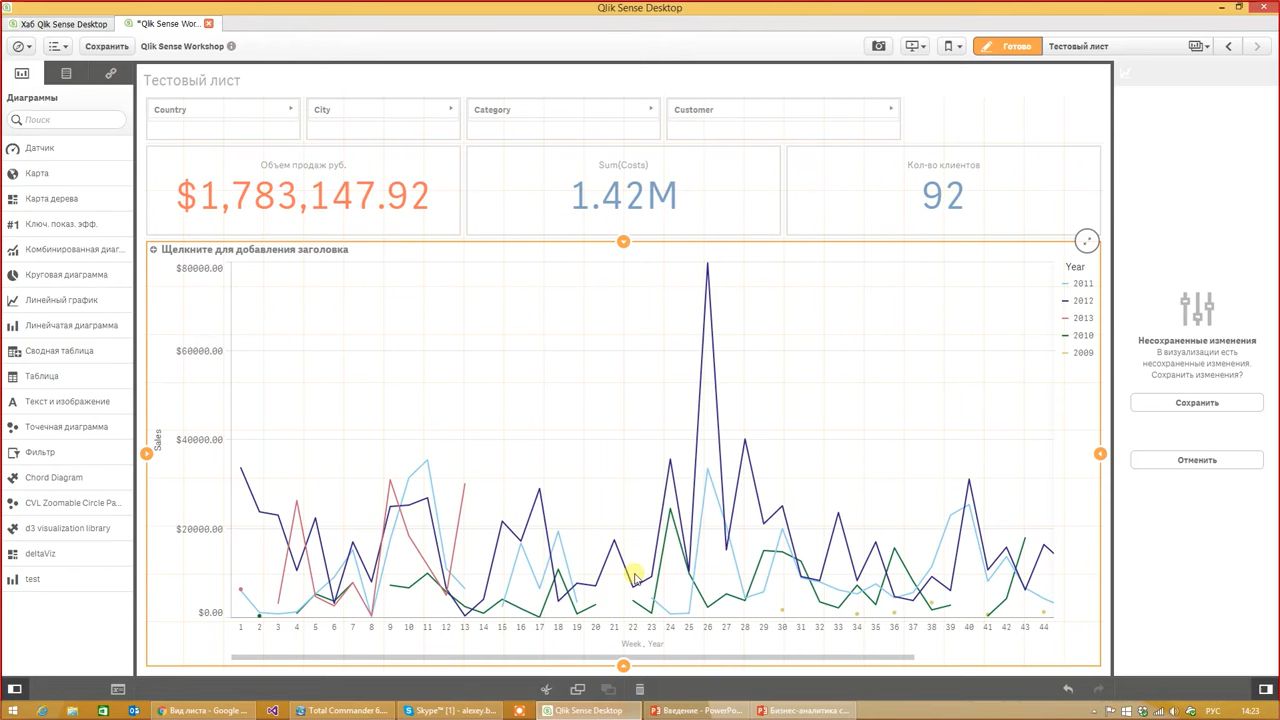 Qlik Sense Desktop
Хаб Qlik Sense Desktop
*Qlik Sense Wor...
Сохранить
Qlik Sense Workshop
Готово
Тестовый лист
Диаграммы
Поиск
Датчик
Карта
Карта дерева
#1 Ключ. показ. эфф.
Комбинированная диаг...
Круговая диаграмма
Линейный график
Линейчатая диаграмма
Сводная таблица
Таблица
A Текст и изображение
Точечная диаграмма
Фильтр
Chord Diagram
CVL Zoomable Circle Pa...
d3 visualization library
deltaViz
test
Тестовый лист
Country
City
Category
Customer
Объем продаж руб.
$1,783,147.92
Sum(Costs)
1.42M
Кол-во клиентов
92
Щелкните для добавления заголовка
$80000.00
$60000.00
$40000.00
$20000.00
$0.00
Sales
1 2 3 4 5 6 7 8 9 10 11 12 13 14 15 16 17 18 19 20 21 22 23 24 25 26 27 28 29 30 31 32 33 34 35 36 37 38 39 40 41 42 43 44
Week, Year
Year
2011
2012
2013
2010
2009
Несохраненные изменения
В визуализации есть
несохраненные изменения.
Сохранить изменения?
Сохранить
Отменить
Вид листа - Google ...
Total Commander 6....
Skype™ [1] - alexey.b...
Qlik Sense Desktop
Введение - PowerPo...
Бизнес-аналитика с...
РУС
14:23